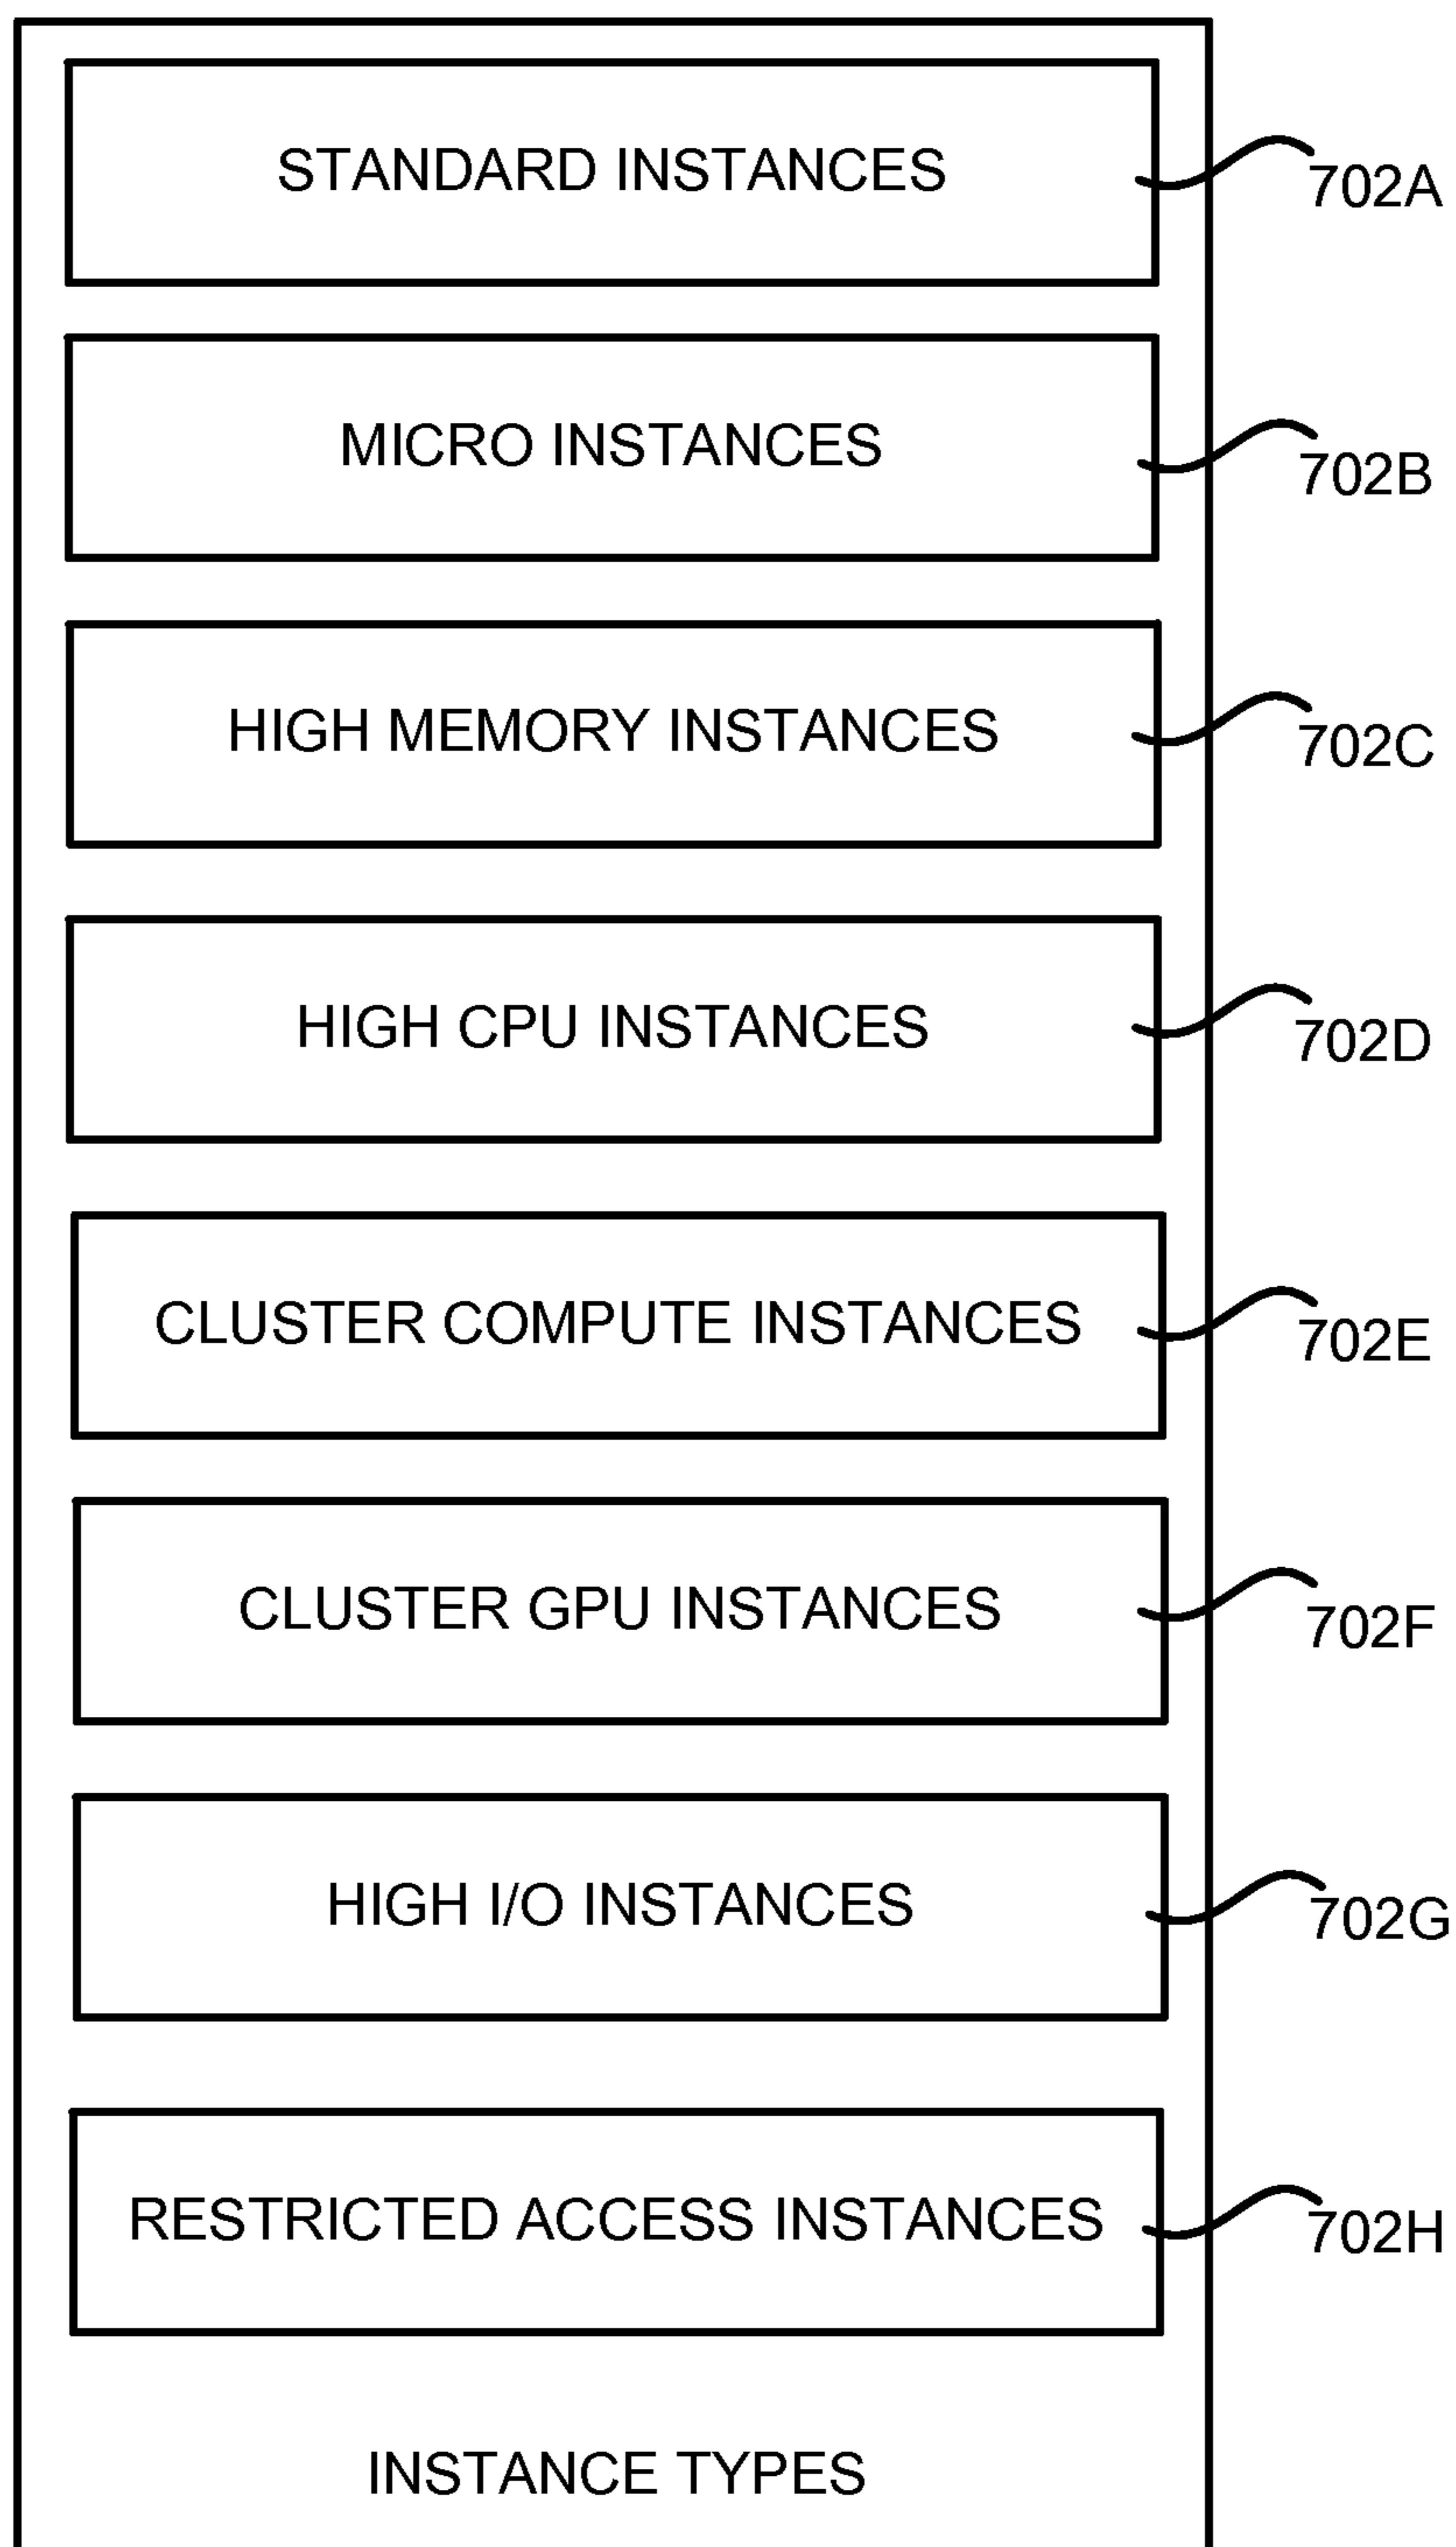 STANDARD INSTANCES
702A
MICRO INSTANCES
702B
HIGH MEMORY INSTANCES
702C
HIGH CPU INSTANCES
702D
CLUSTER COMPUTE INSTANCES
702E
CLUSTER GPU INSTANCES
702F
HIGH I/O INSTANCES
702G
RESTRICTED ACCESS INSTANCES
702H
INSTANCE TYPES